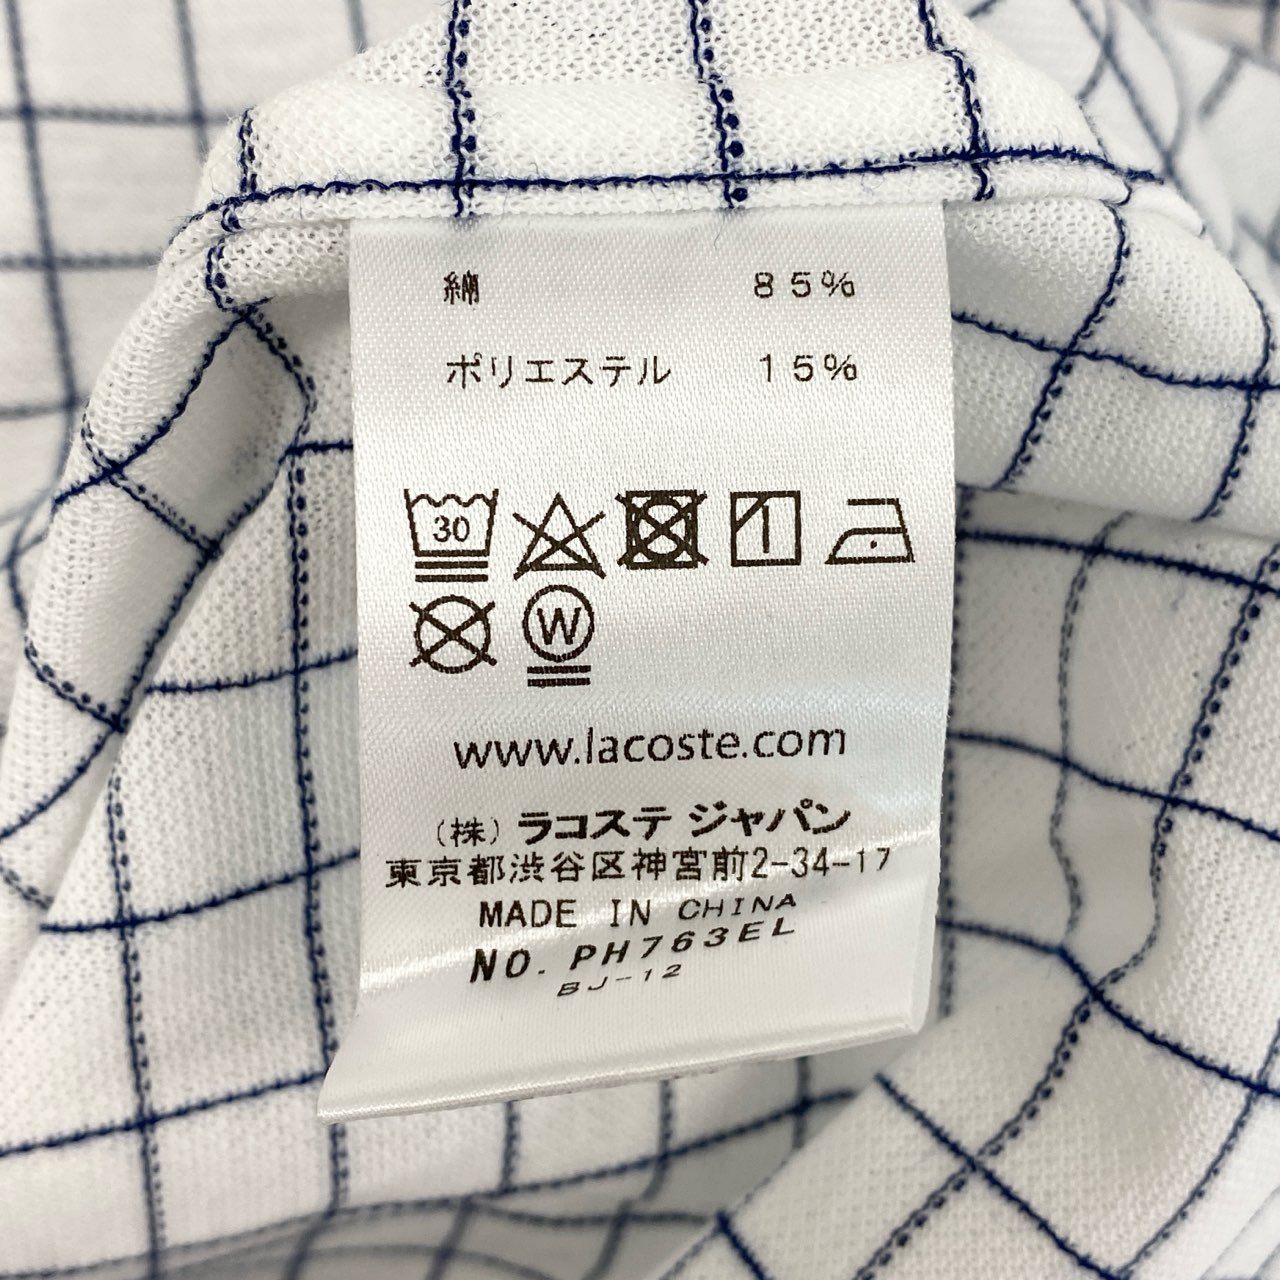 綿 85%
ポリエステル 15%
30
W
www.lacoste.com
(株)ラコステ ジャパン
東京都渋谷区神宮前2-34-17
MADE IN CHINA
NO. PH763EL
BJ-12